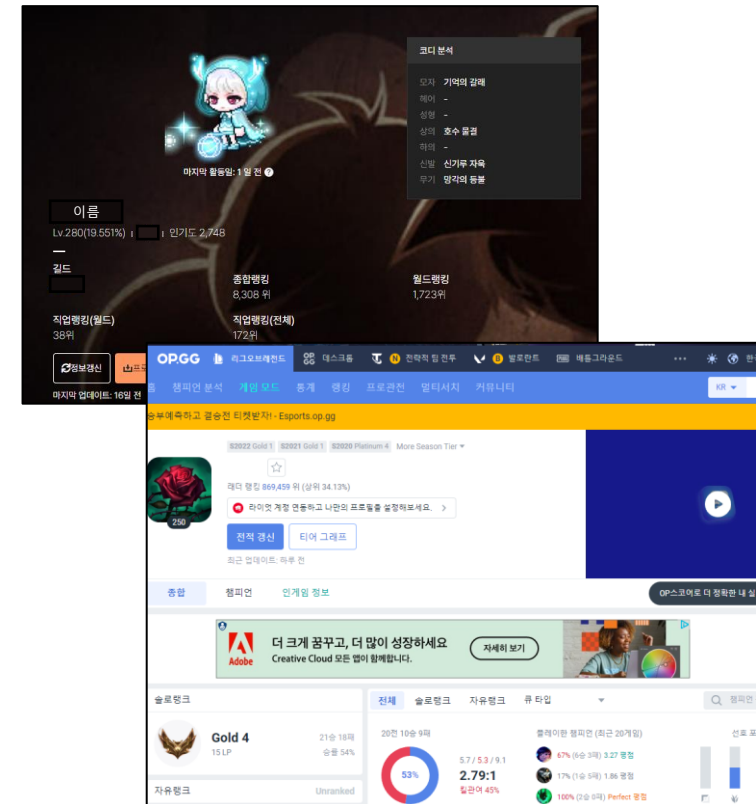 코디 분석
모자 기억의 갈래
헤어 -
성형 -
상의 호수 물결
하의 -
신발 신기루 자욱
무기 망각의 등불
마지막 활동일: 1일 전 ?
이름
Lv.280(19.551%) | | 인기도 2,748
길드
종합랭킹
8,308 위
월드랭킹
1,723위
직업랭킹(월드)
38위
직업랭킹(전체)
172위
정보갱신
마지막 업데이트: 16일 전
OP.GG 리그오브레전드 데스크톱 N 전략적 팀 전투 B 발로란트 배틀그라운드 ···
챔피언 분석 게임 모드 통계 랭킹 프로관전 멀티서치 커뮤니티 KR
승부예측하고 결승전 티켓받자! - Esports.op.gg
S2022 Gold 1 S2021 Gold 1 S2020 Platinum 4 More Season Tier
래더 랭킹 869,459 위 (상위 34.13%)
라이엇 계정 연동하고 나만의 프로필을 설정해보세요.
250
전적 갱신 티어 그래프
최근 업데이트: 하루 전
종합 챔피언 인게임 정보
OP스코어로 더 정확한 내 실
Adobe
더 크게 꿈꾸고, 더 많이 성장하세요
Creative Cloud 모든 앱이 함께합니다.
자세히 보기
솔로랭크
Gold 4
15 LP
21승 18패
승률 54%
자유랭크 Unranked
전체 솔로랭크 자유랭크 큐 타입
챔피언
20전 10승 9패
53%
5.7 / 5.3 / 9.1
2.79:1
킬관여 45%
플레이한 챔피언 (최근 20게임)
67% (6승 3패) 3.27 평점
17% (1승 5패) 1.86 평점
100% (2승 0패) Perfect 평점
선호 포